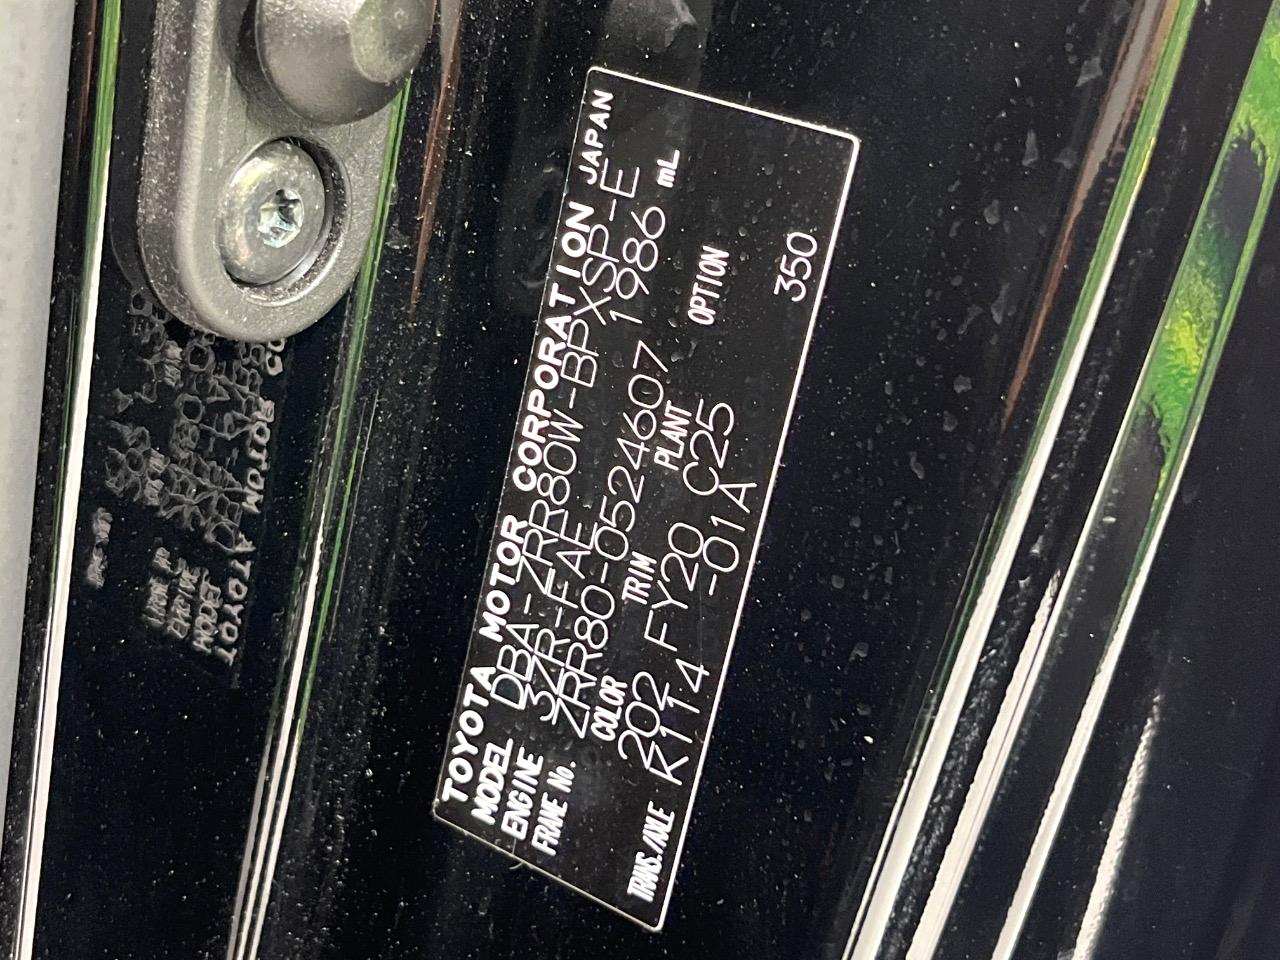 TOYOTA MOTOR CORPORATION JAPAN
MODEL DBA-ZRR80W-BPXSP-E
ENGINE 3ZR-FAE 1986 mL
FRAME No. ZRR80-0524607
COLOR TRIM PLANT OPTION
202 FY20 C25
TRANS./AXLE K114 -01A 350